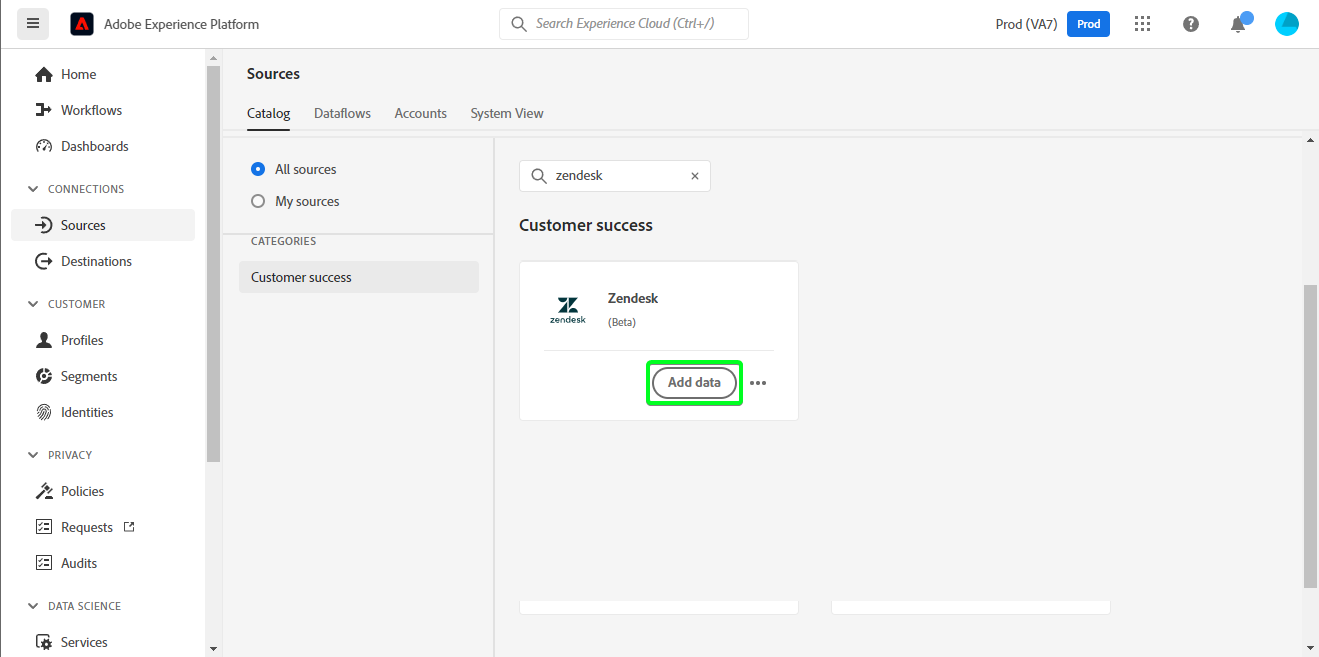 Adobe Experience Platform
Search Experience Cloud (Ctrl+/)
Prod (VA7)
Prod
Home
Workflows
Dashboards
CONNECTIONS
Sources
Destinations
CUSTOMER
Profiles
Segments
Identities
PRIVACY
Policies
Requests
Audits
DATA SCIENCE
Services
Sources
Catalog Dataflows Accounts System View
All sources
My sources
CATEGORIES
Customer success
zendesk
Customer success
zendesk
Zendesk
(Beta)
Add data